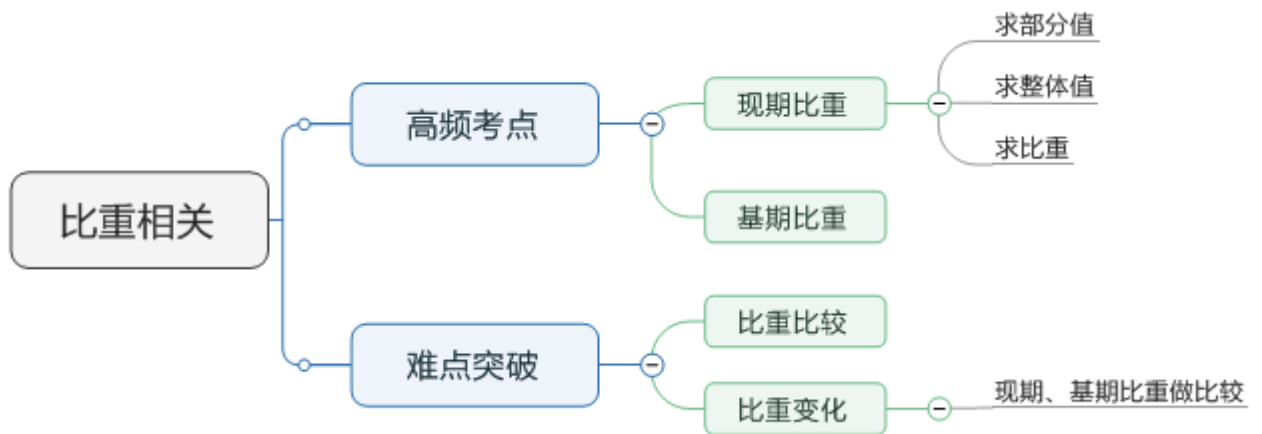 比重相关
高频考点
现期比重
求部分值
求整体值
求比重
基期比重
难点突破
比重比较
比重变化
现期、基期比重做比较